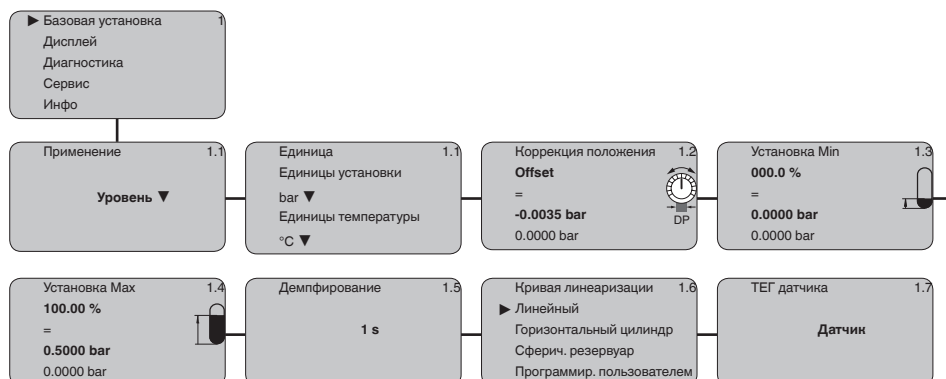 ▶ Базовая установка 1
Дисплей
Диагностика
Сервис
Инфо
Применение 1.1
Уровень ▼
Единица 1.1
Единицы установки
bar ▼
Единицы температуры
°C ▼
Коррекция положения 1.2
Offset
=
-0.0035 bar
0.0000 bar
DP
Установка Min 1.3
000.0 %
=
0.0000 bar
0.0000 bar
Установка Max 1.4
100.00 %
=
0.5000 bar
0.0000 bar
Демпфирование 1.5
1 s
Кривая линеаризации 1.6
▶ Линейный
Горизонтальный цилиндр
Сферич. резервуар
Программир. пользователем
ТЕГ датчика 1.7
Датчик